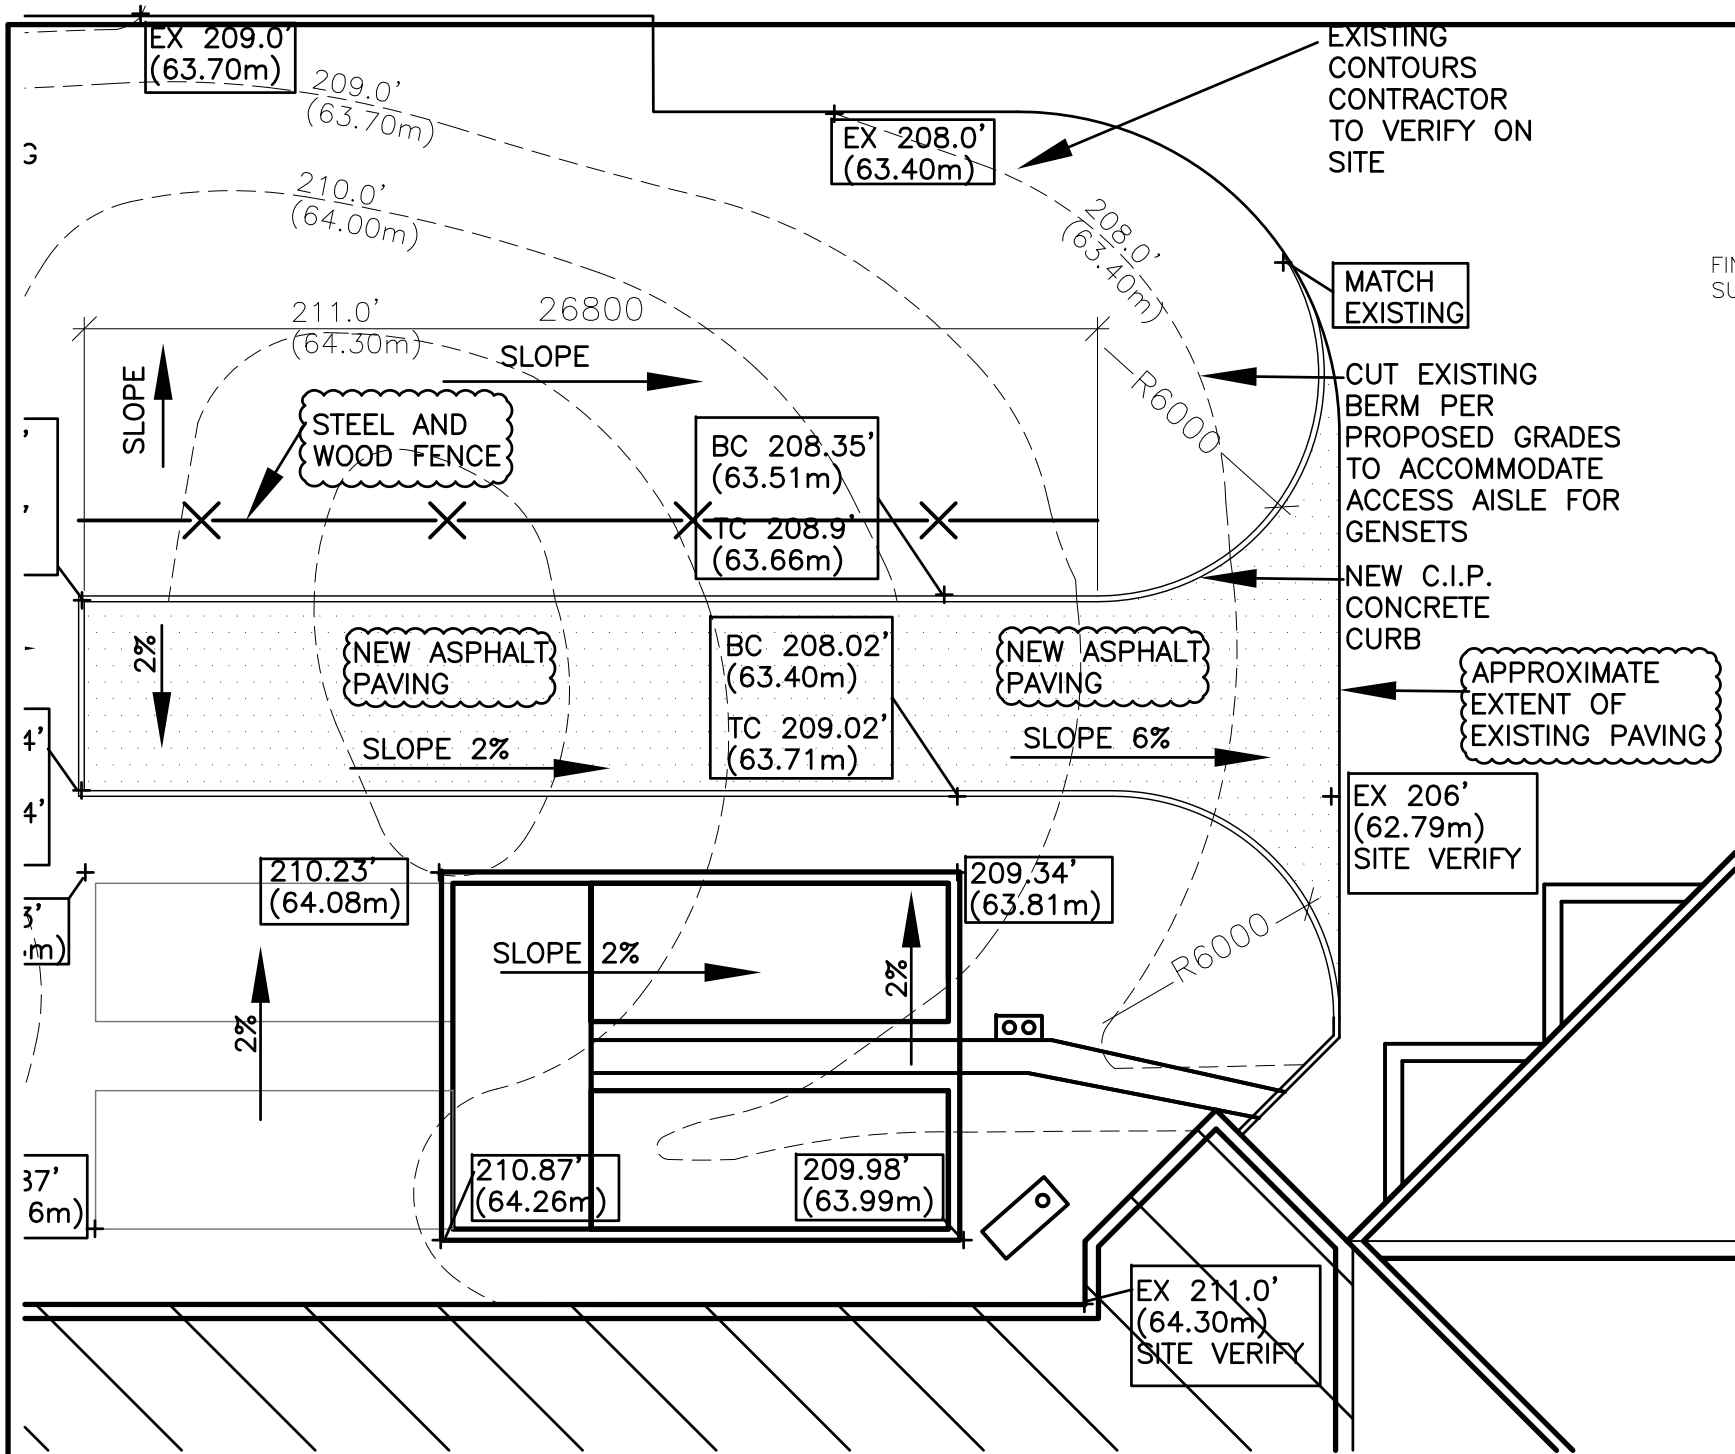 EX 209.0'
(63.70m)
209.0'
(63.70m)
EX 208.0'
(63.40m)
EXISTING
CONTOURS
CONTRACTOR
TO VERIFY ON
SITE
G
210.0'
(64.00m)
208.0'
(63.40m)
MATCH
EXISTING
211.0'
(64.30m)
26800
SLOPE
SLOPE
R6000
CUT EXISTING
BERM PER
PROPOSED GRADES
TO ACCOMMODATE
ACCESS AISLE FOR
GENSETS
STEEL AND
WOOD FENCE
BC 208.35'
(63.51m)
TC 208.9'
(63.66m)
NEW C.I.P.
CONCRETE
CURB
2%
NEW ASPHALT
PAVING
BC 208.02'
(63.40m)
TC 209.02'
(63.71m)
NEW ASPHALT
PAVING
APPROXIMATE
EXTENT OF
EXISTING PAVING
SLOPE 2%
SLOPE 6%
4'
4'
EX 206'
(62.79m)
SITE VERIFY
210.23'
(64.08m)
209.34'
(63.81m)
3'
m)
SLOPE 2%
2%
2%
R6000
37'
6m)
210.87'
(64.26m)
209.98'
(63.99m)
EX 211.0'
(64.30m)
SITE VERIFY